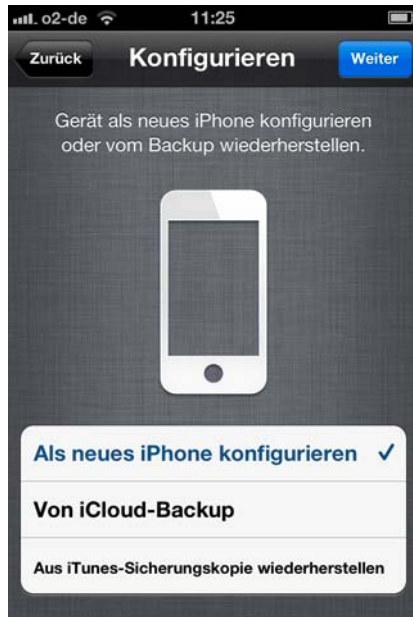 o2-de 11:25
Zurück Konfigurieren Weiter
Gerät als neues iPhone konfigurieren
oder vom Backup wiederherstellen.
Als neues iPhone konfigurieren
Von iCloud-Backup
Aus iTunes-Sicherungskopie wiederherstellen